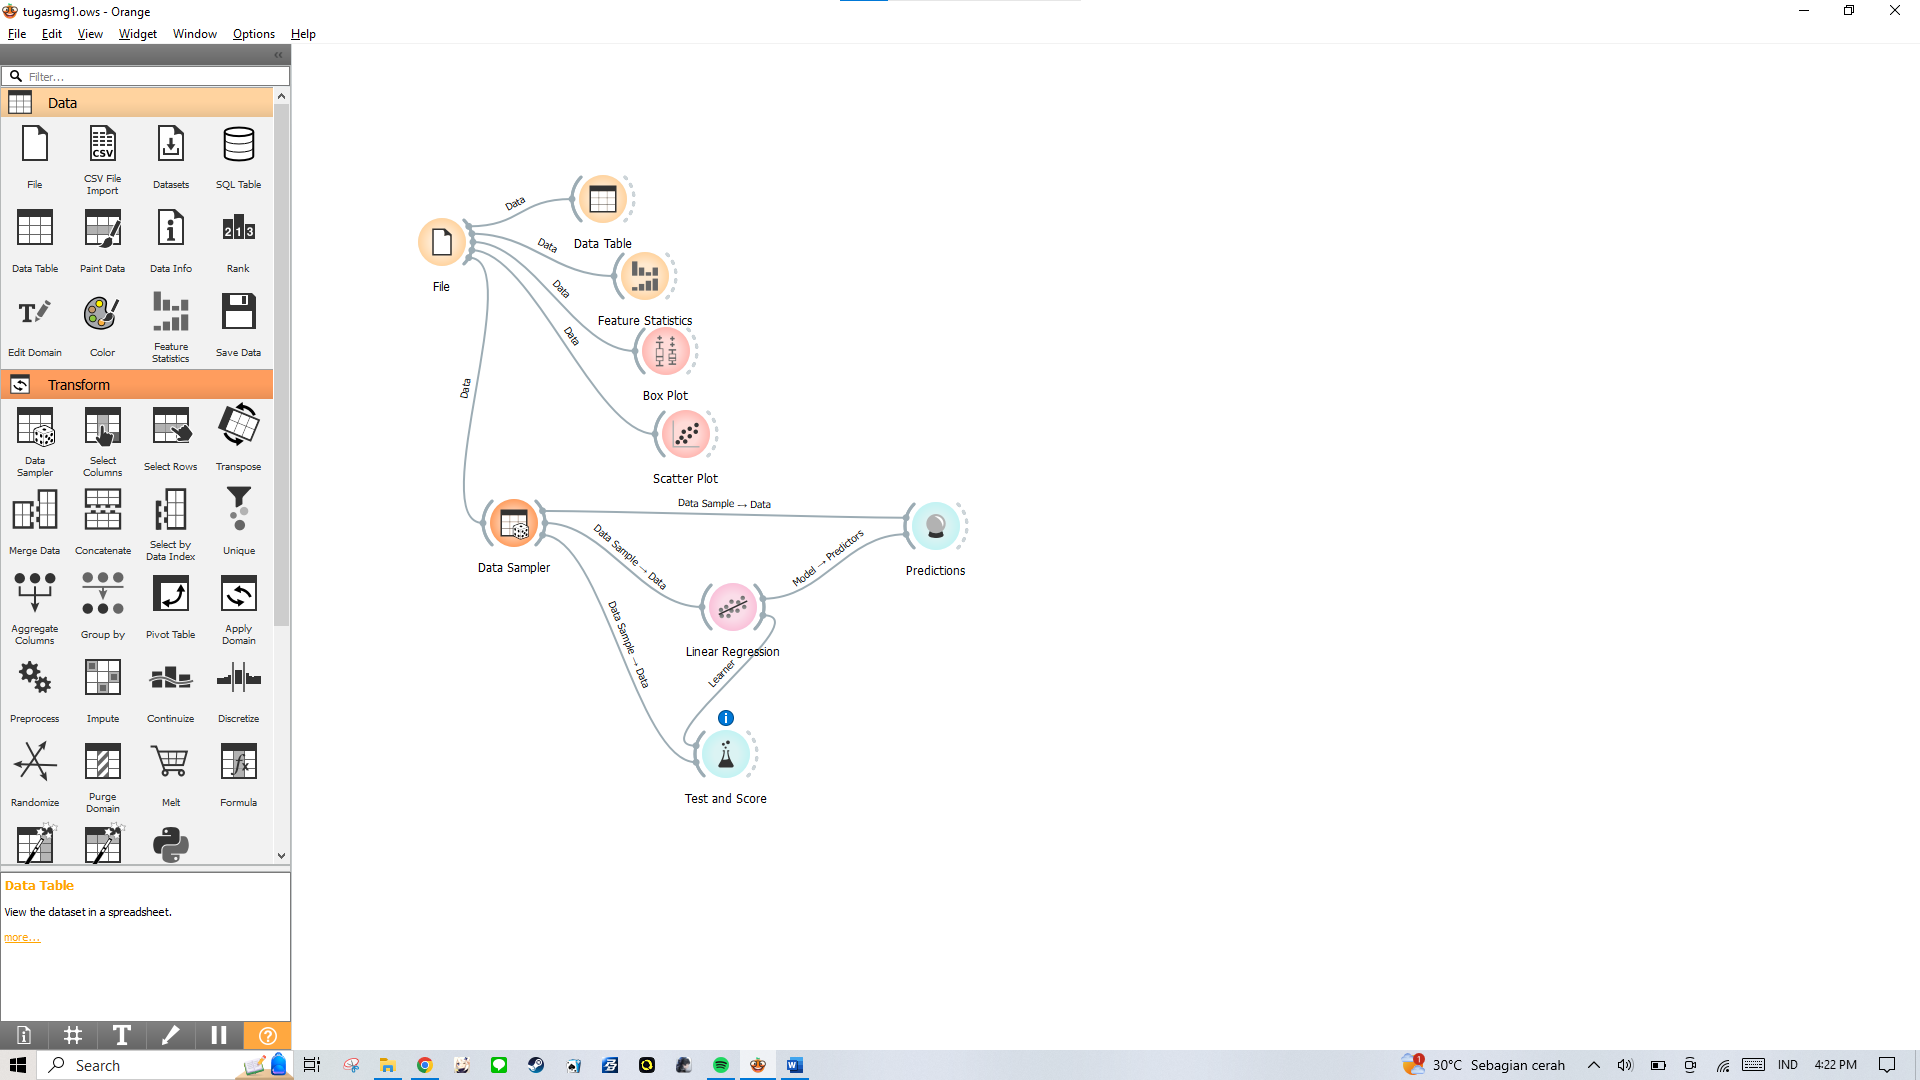 tugasmg1.ows - Orange
File Edit View Widget Window Options Help
Filter...
Data
File
CSV File Import
Datasets
SQL Table
Data Table
Paint Data
Data Info
Rank
Edit Domain
Color
Feature Statistics
Save Data
Transform
Data Sampler
Select Columns
Select Rows
Transpose
Merge Data
Concatenate
Select by Data Index
Unique
Aggregate Columns
Group by
Pivot Table
Apply Domain
Preprocess
Impute
Continuize
Discretize
Randomize
Purge Domain
Melt
Formula
Data Table
View the dataset in a spreadsheet.
more...
File
Data
Data Table
Data
Feature Statistics
Data
Box Plot
Data
Scatter Plot
Data
Data Sampler
Data Sample → Data
Predictions
Data Sample → Data
Model → Predictors
Linear Regression
Data Sample → Data
Learner
Test and Score
Search
30°C Sebagian cerah
IND
4:22 PM